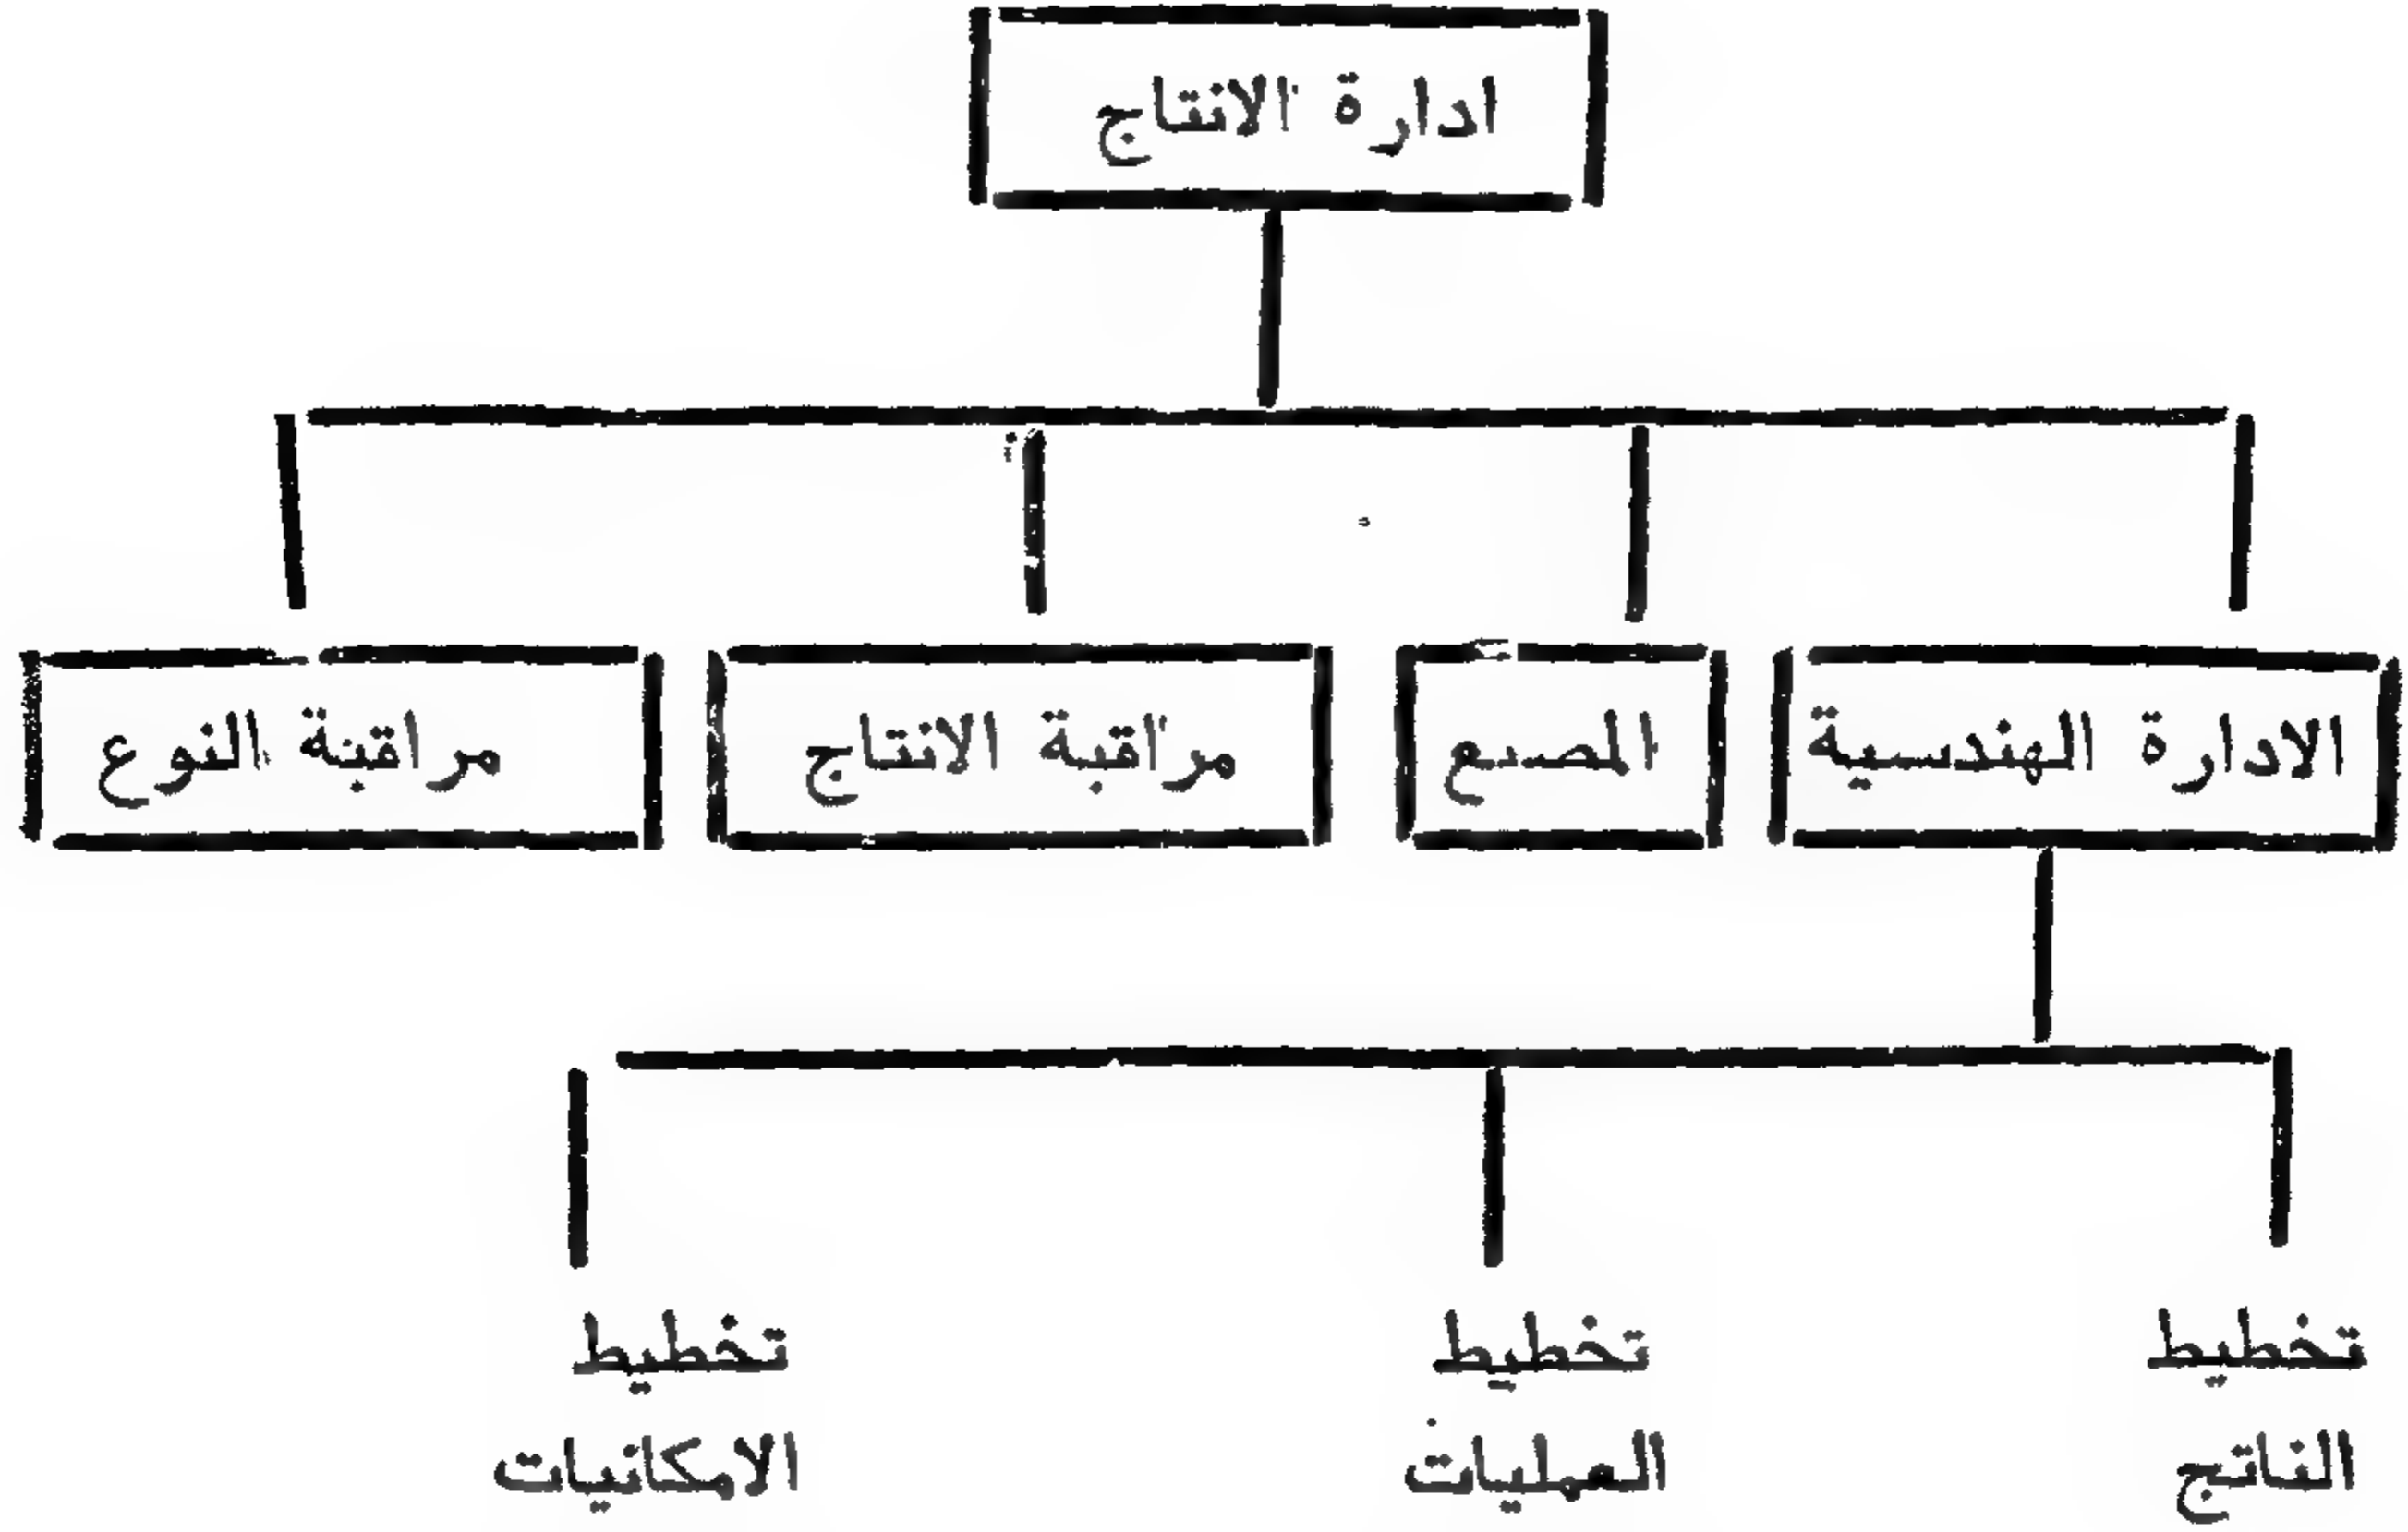 ادارة الانتاج
الادارة الهندسية
المصنع
مراقبة الانتاج
مراقبة النوع
تخطيط
الناتج
تخطيط
العمليات
تخطيط
الامكانيات